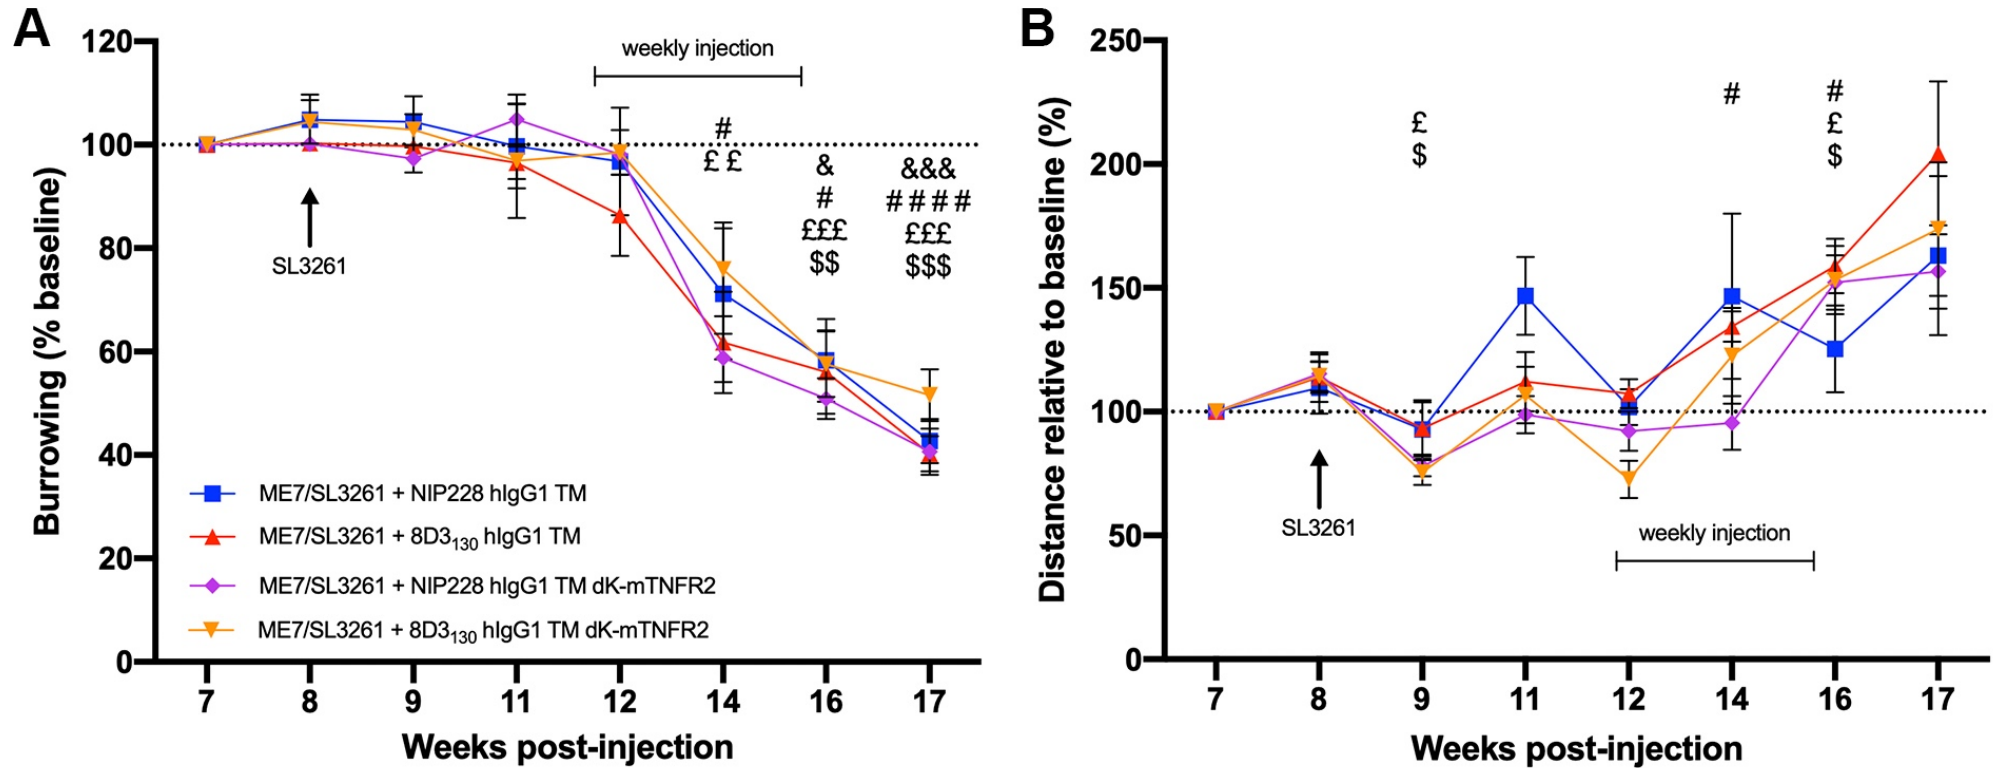 A
120
100
80
60
40
20
0
Burrowing (% baseline)
weekly injection
#
£ £
&
#
£££
$$
&&&
# # # #
£££
$$$
SL3261
ME7/SL3261 + NIP228 hIgG1 TM
ME7/SL3261 + 8D3130 hIgG1 TM
ME7/SL3261 + NIP228 hIgG1 TM dK-mTNFR2
ME7/SL3261 + 8D3130 hIgG1 TM dK-mTNFR2
7 8 9 11 12 14 16 17
Weeks post-injection
B
250
200
150
100
50
0
Distance relative to baseline (%)
£
$
#
#
£
$
SL3261
weekly injection
7 8 9 11 12 14 16 17
Weeks post-injection